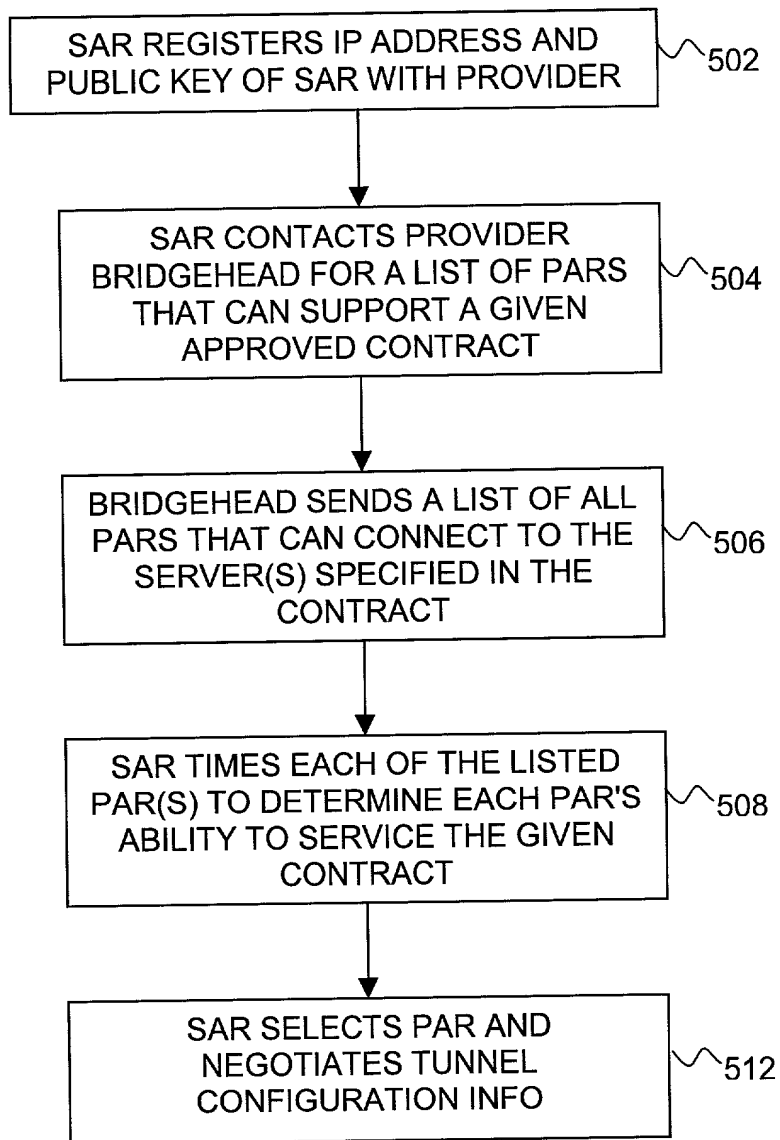 SAR REGISTERS IP ADDRESS AND
PUBLIC KEY OF SAR WITH PROVIDER
502
SAR CONTACTS PROVIDER
BRIDGEHEAD FOR A LIST OF PARS
THAT CAN SUPPORT A GIVEN
APPROVED CONTRACT
504
BRIDGEHEAD SENDS A LIST OF ALL
PARS THAT CAN CONNECT TO THE
SERVER(S) SPECIFIED IN THE
CONTRACT
506
SAR TIMES EACH OF THE LISTED
PAR(S) TO DETERMINE EACH PAR'S
ABILITY TO SERVICE THE GIVEN
CONTRACT
508
SAR SELECTS PAR AND
NEGOTIATES TUNNEL
CONFIGURATION INFO
512